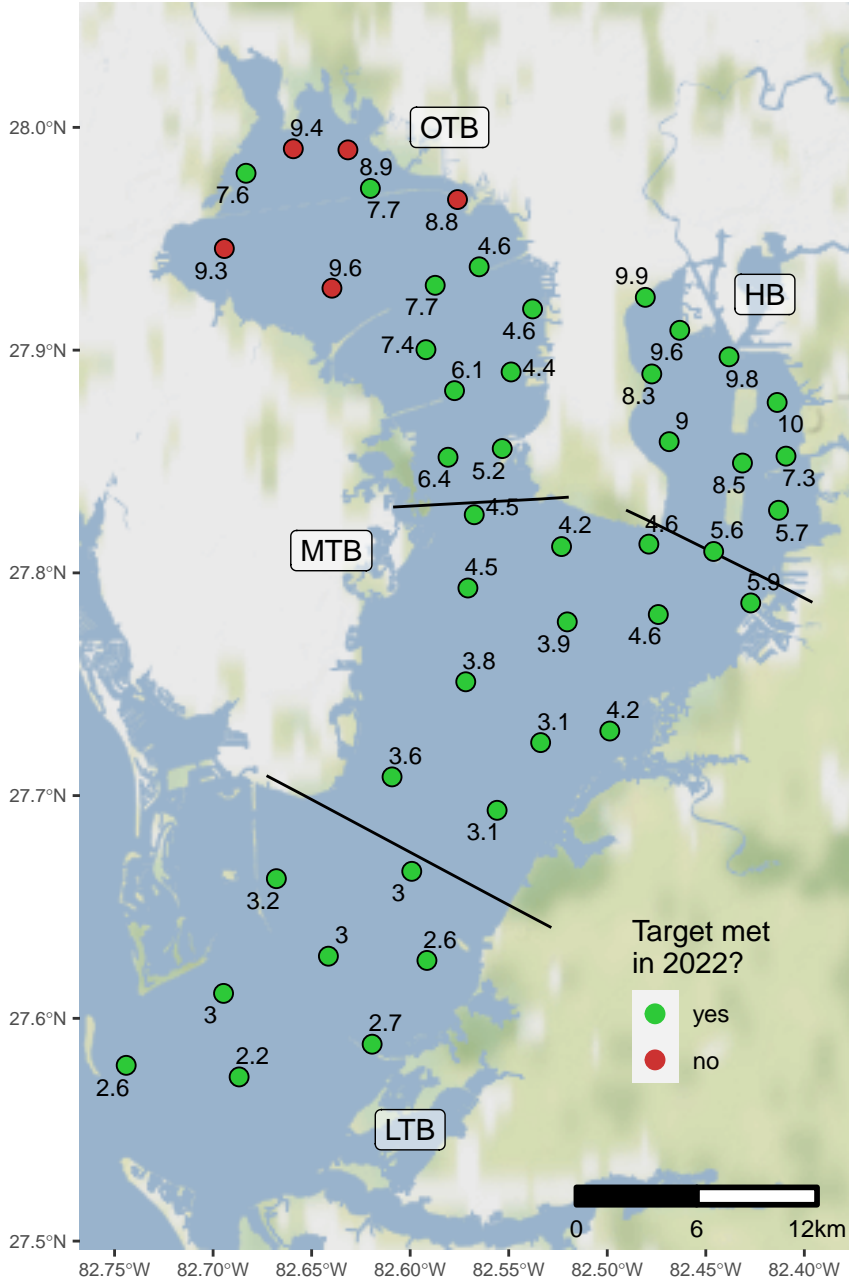 28.0°N
27.9°N
27.8°N
27.7°N
27.6°N
27.5°N
OTB
9.4
8.9
7.6
7.7
8.8
9.3
9.6
4.6
7.7
4.6
7.4
6.1
4.4
6.4
5.2
HB
9.9
9.6
9.8
8.3
10
9
8.5
7.3
5.7
4.5
4.2
4.6
5.6
MTB
4.5
5.9
3.9
4.6
3.8
4.2
3.1
3.6
3.1
3.2
3
3
2.6
3
2.7
2.6
2.2
LTB
Target met
in 2022?
yes
no
0 6 12km
82.75°W 82.70°W 82.65°W 82.60°W 82.55°W 82.50°W 82.45°W 82.40°W